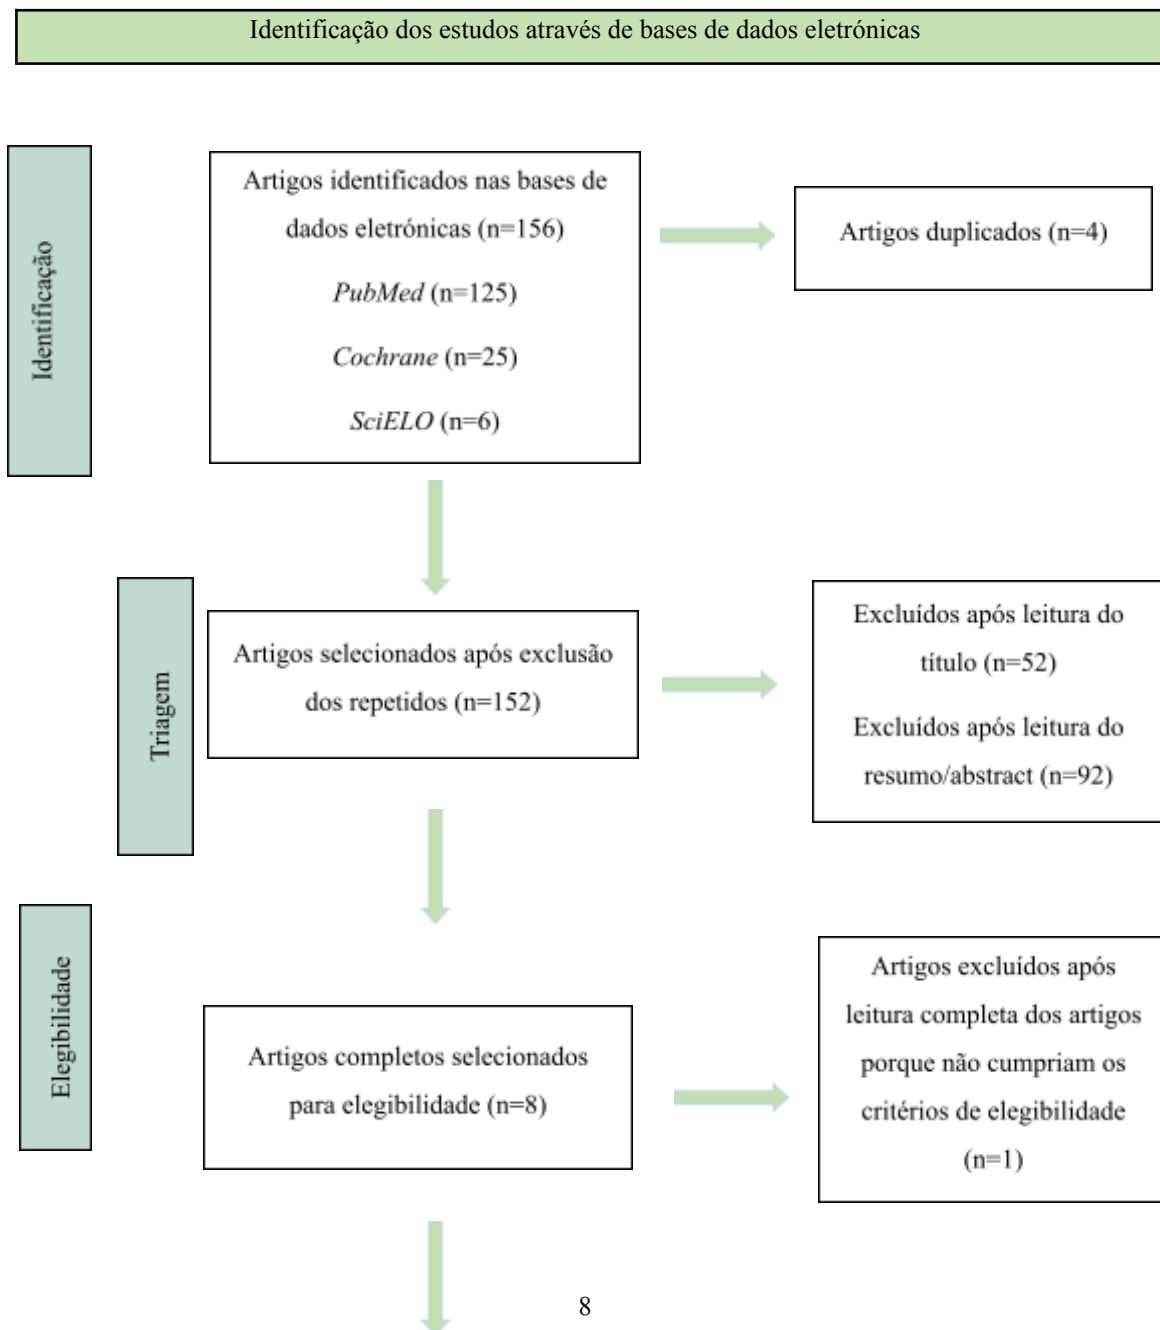 Identificação dos estudos através de bases de dados eletrónicas
Identificação
Artigos identificados nas bases de
dados eletrónicas (n=156)
PubMed (n=125)
Cochrane (n=25)
SciELO (n=6)
Artigos duplicados (n=4)
Triagem
Artigos selecionados após exclusão
dos repetidos (n=152)
Excluídos após leitura do
título (n=52)
Excluídos após leitura do
resumo/abstract (n=92)
Elegibilidade
Artigos completos selecionados
para elegibilidade (n=8)
Artigos excluídos após
leitura completa dos artigos
porque não cumpriam os
critérios de elegibilidade
(n=1)
8